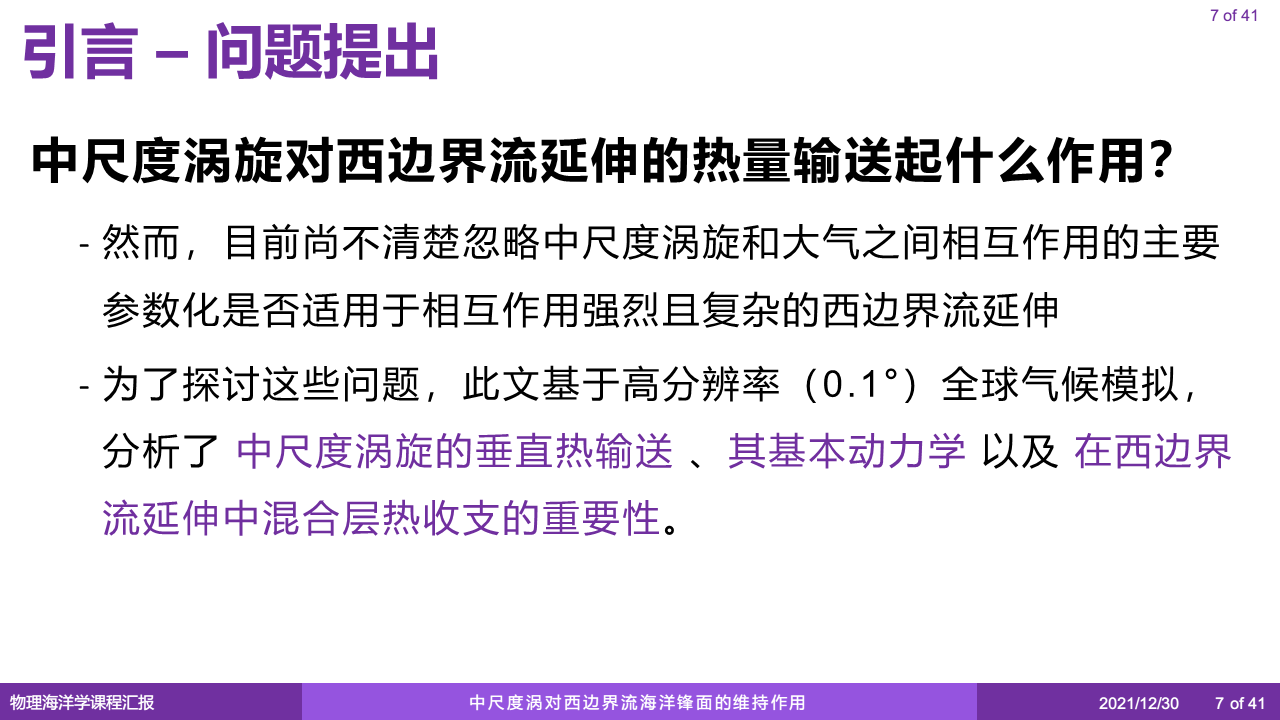 7 of 41
引言 – 问题提出
中尺度涡旋对西边界流延伸的热量输送起什么作用?
- 然而，目前尚不清楚忽略中尺度涡旋和大气之间相互作用的主要
参数化是否适用于相互作用强烈且复杂的西边界流延伸
- 为了探讨这些问题，此文基于高分辨率（0.1°）全球气候模拟，
分析了 中尺度涡旋的垂直热输送 、其基本动力学 以及 在西边界
流延伸中混合层热收支的重要性。
物理海洋学课程汇报
中尺度涡对西边界流海洋锋面的维持作用
2021/12/30
7 of 41